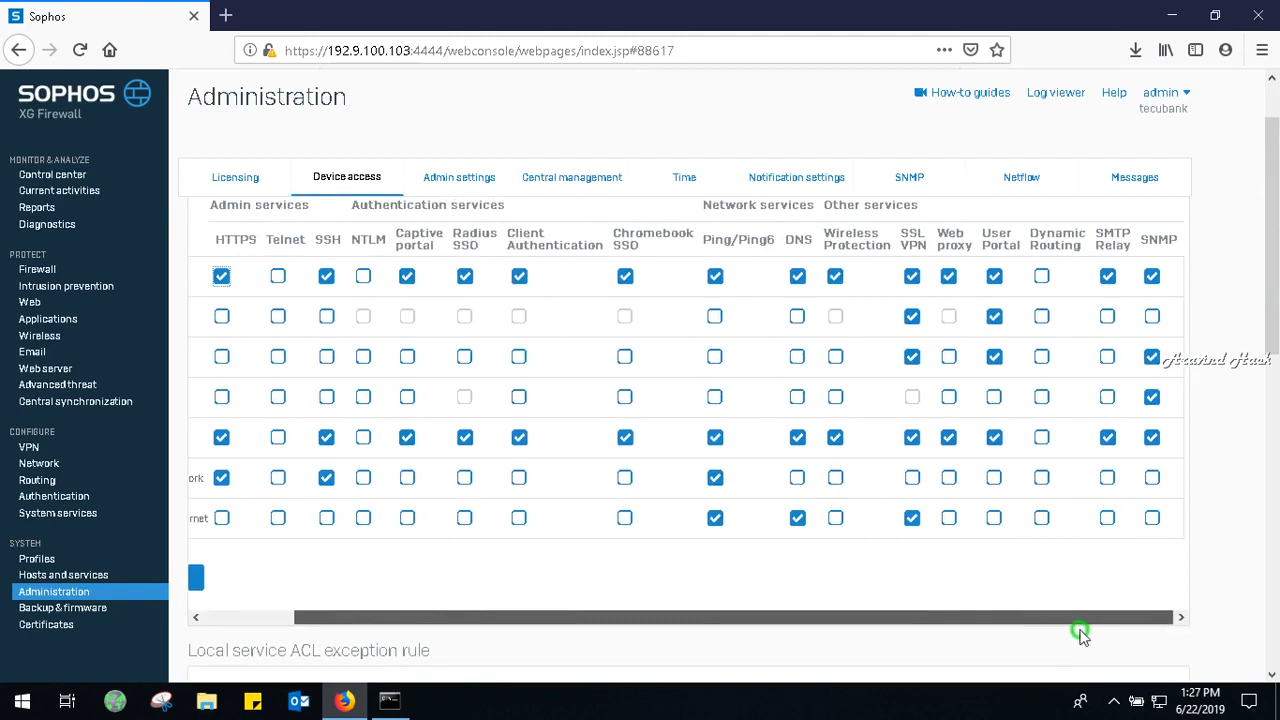 Sophos
https://192.9.100.103:4444/webconsole/webpages/index.jsp#88617
SOPHOS
XG Firewall
Administration
How-to guides
Log viewer
Help
admin
tecubank
MONITOR & ANALYZE
Control center
Current activities
Reports
Diagnostics
PROTECT
Firewall
Intrusion prevention
Web
Applications
Wireless
Email
Web server
Advanced threat
Central synchronization
CONFIGURE
VPN
Network
Routing
Authentication
System services
SYSTEM
Profiles
Hosts and services
Administration
Backup & firmware
Certificates
Licensing
Device access
Admin settings
Central management
Time
Notification settings
SNMP
Netflow
Messages
Admin services
Authentication services
Network services
Other services
HTTPS
Telnet
SSH
NTLM
Captive
portal
Radius
SSO
Client
Authentication
Chromebook
SSO
Ping/Ping6
DNS
Wireless
Protection
SSL
VPN
Web
proxy
User
Portal
Dynamic
Routing
SMTP
Relay
SNMP
Aravind Hack
ork
rnet
Local service ACL exception rule
1:27 PM
6/22/2019